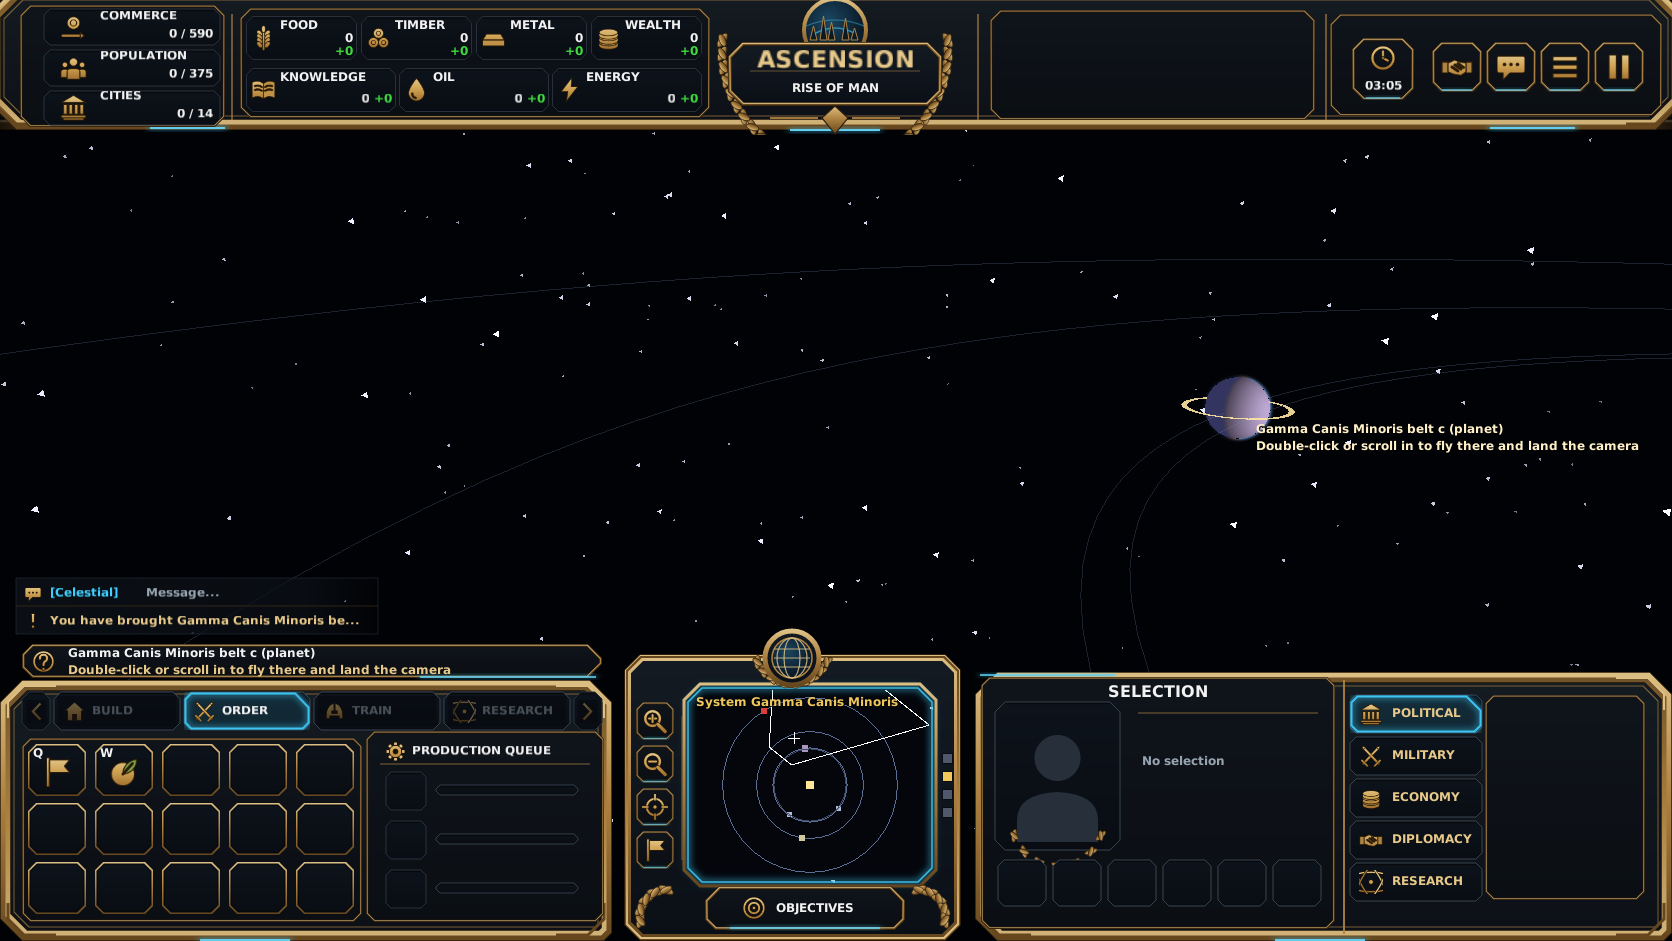 COMMERCE
0 / 590
POPULATION
0 / 375
CITIES
0 / 14
FOOD
0
+0
TIMBER
0
+0
METAL
0
+0
WEALTH
0
+0
KNOWLEDGE
0 +0
OIL
0 +0
ENERGY
0 +0
ASCENSION
RISE OF MAN
03:05
Gamma Canis Minoris belt c (planet)
Double-click or scroll in to fly there and land the camera
[Celestial] Message...
! You have brought Gamma Canis Minoris be...
Gamma Canis Minoris belt c (planet)
Double-click or scroll in to fly there and land the camera
BUILD
ORDER
TRAIN
RESEARCH
Q
W
PRODUCTION QUEUE
System Gamma Canis Minoris
OBJECTIVES
SELECTION
No selection
POLITICAL
MILITARY
ECONOMY
DIPLOMACY
RESEARCH